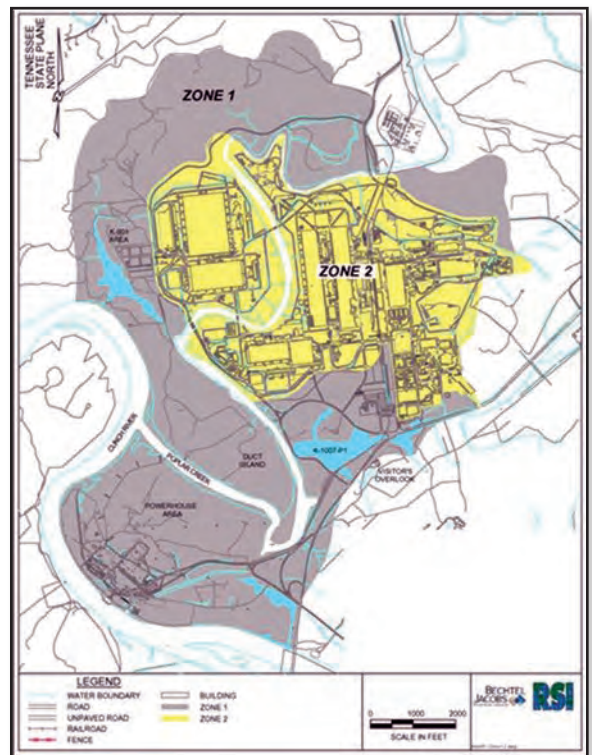 TENNESSEE
STATE PLANE
NORTH
ZONE 1
K-901
AREA
ZONE 2
CLINCH RIVER
POPLAR CREEK
DUCT
ISLAND
K-1007-P1
VISITOR'S
OVERLOOK
POWERHOUSE
AREA
LEGEND
WATER BOUNDARY
ROAD
UNPAVED ROAD
RAILROAD
FENCE
BUILDING
ZONE 1
ZONE 2
0 1000 2000
SCALE IN FEET
BECHTEL
JACOBS
RSI